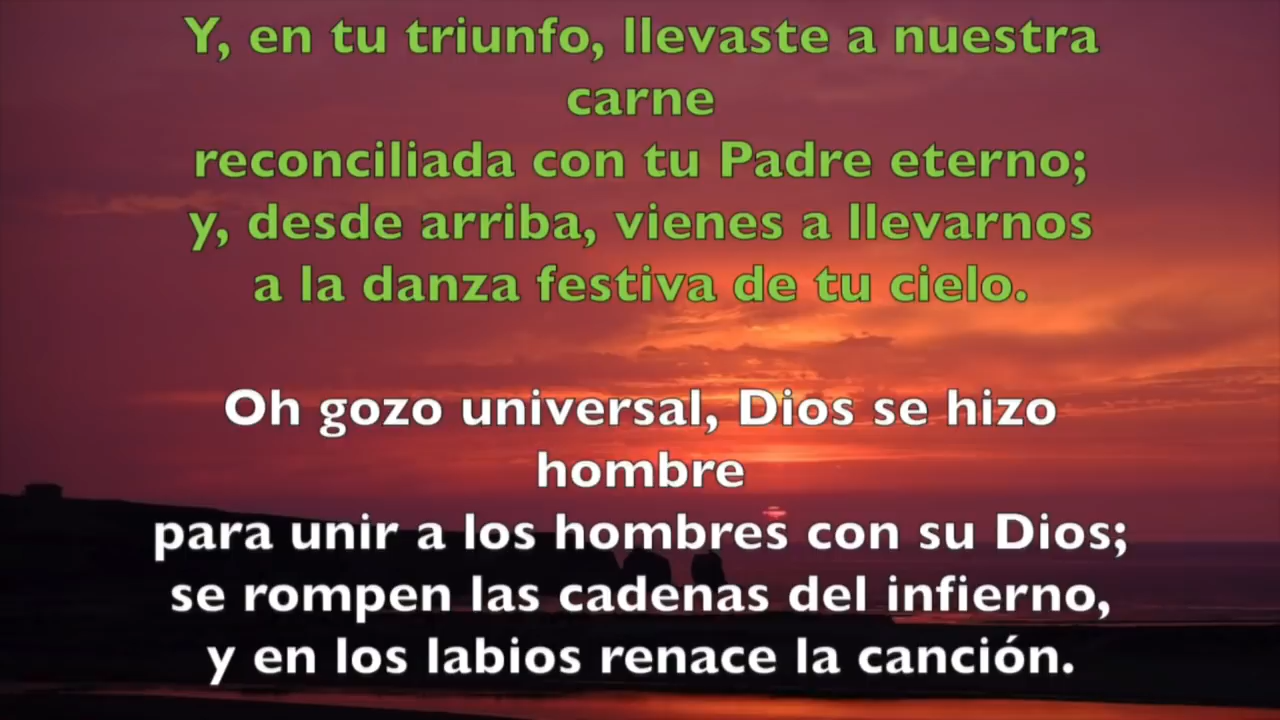 Y, en tu triunfo, llevaste a nuestra
carne
reconciliada con tu Padre eterno;
y, desde arriba, vienes a llevarnos
a la danza festiva de tu cielo.
Oh gozo universal, Dios se hizo
hombre
para unir a los hombres con su Dios;
se rompen las cadenas del infierno,
y en los labios renace la canción.